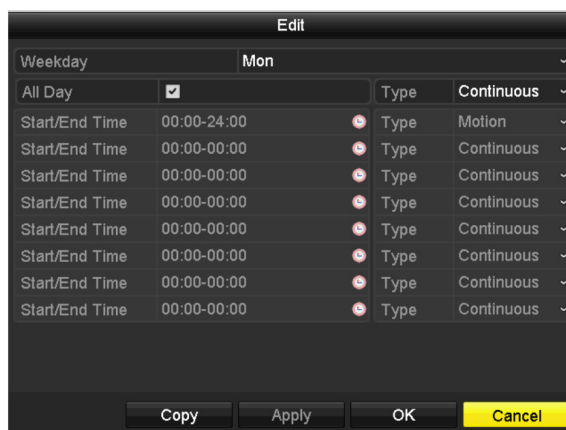 Edit
Weekday Mon
All Day Type Continuous
Start/End Time 00:00-24:00 Type Motion
Start/End Time 00:00-00:00 Type Continuous
Start/End Time 00:00-00:00 Type Continuous
Start/End Time 00:00-00:00 Type Continuous
Start/End Time 00:00-00:00 Type Continuous
Start/End Time 00:00-00:00 Type Continuous
Start/End Time 00:00-00:00 Type Continuous
Start/End Time 00:00-00:00 Type Continuous
Copy Apply OK Cancel